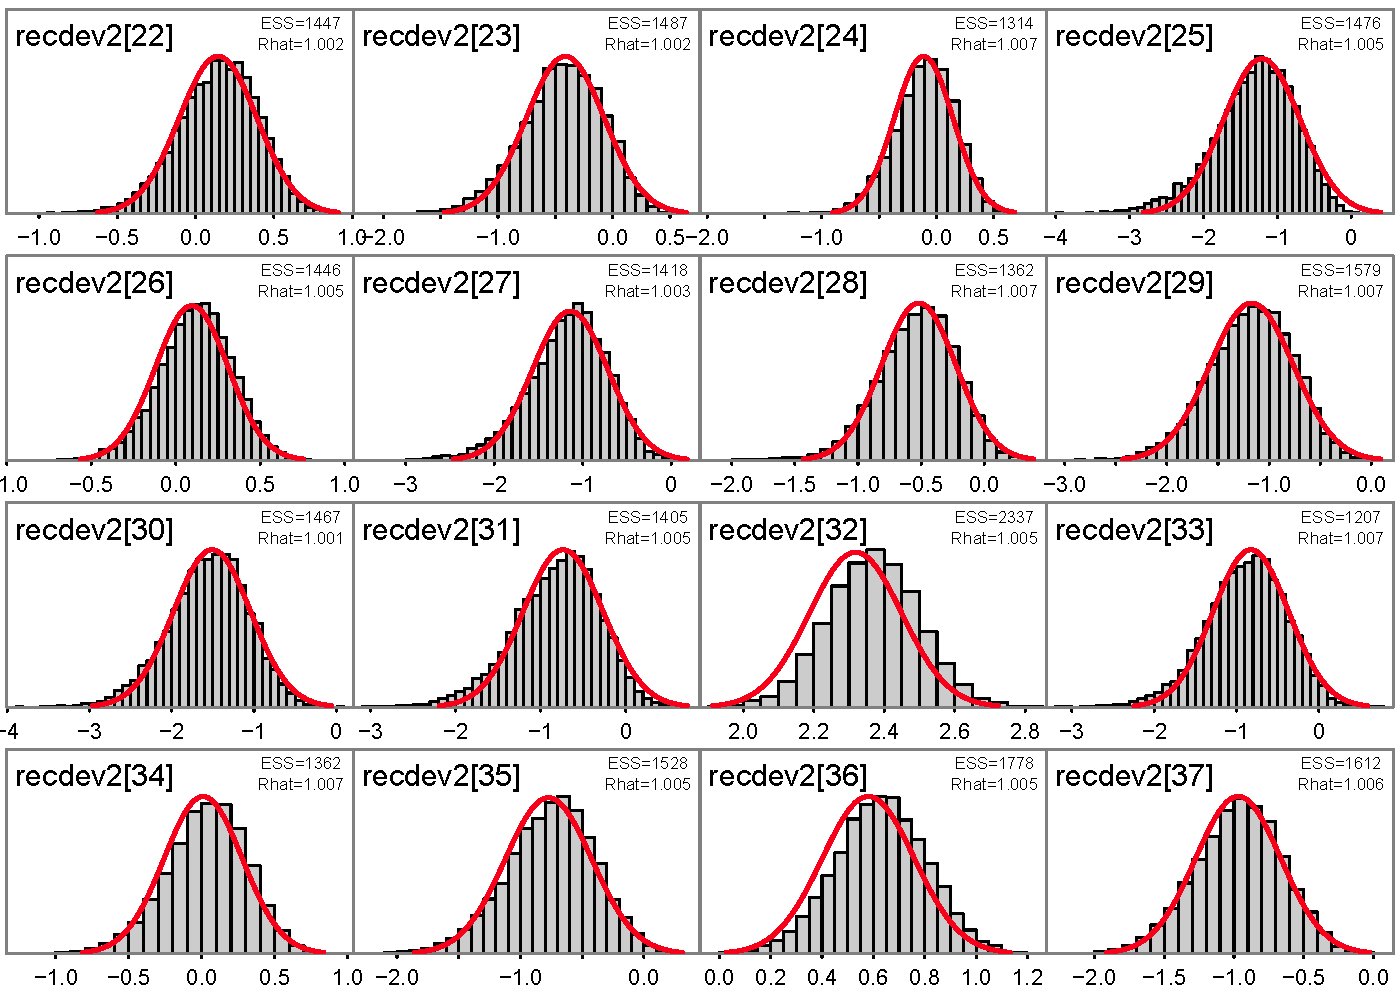 recdev2[22] ESS=1447
Rhat=1.002
recdev2[23] ESS=1487
Rhat=1.002
recdev2[24] ESS=1314
Rhat=1.007
recdev2[25] ESS=1476
Rhat=1.005
−1.0 −0.5 0.0 0.5 1.0
−2.0 −1.0 0.0 0.5
−2.0 −1.0 0.0 0.5
−4 −3 −2 −1 0
recdev2[26] ESS=1446
Rhat=1.005
recdev2[27] ESS=1418
Rhat=1.003
recdev2[28] ESS=1362
Rhat=1.007
recdev2[29] ESS=1579
Rhat=1.007
1.0 −0.5 0.0 0.5 1.0
−3 −2 −1 0
−2.0 −1.5 −1.0 −0.5 0.0
−3.0 −2.0 −1.0 0.0
recdev2[30] ESS=1467
Rhat=1.001
recdev2[31] ESS=1405
Rhat=1.005
recdev2[32] ESS=2337
Rhat=1.005
recdev2[33] ESS=1207
Rhat=1.007
−4 −3 −2 −1 0
−3 −2 −1 0
2.0 2.2 2.4 2.6 2.8
−3 −2 −1 0
recdev2[34] ESS=1362
Rhat=1.007
recdev2[35] ESS=1528
Rhat=1.005
recdev2[36] ESS=1778
Rhat=1.005
recdev2[37] ESS=1612
Rhat=1.006
−1.0 −0.5 0.0 0.5 1.0
−2.0 −1.0 0.0
0.0 0.2 0.4 0.6 0.8 1.0 1.2
−2.0 −1.5 −1.0 −0.5 0.0